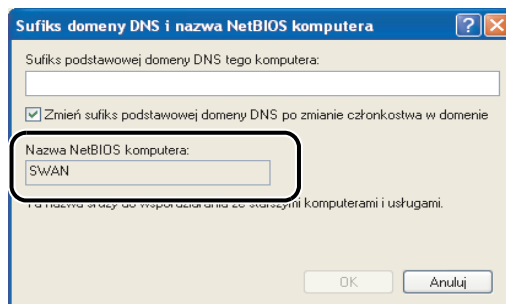 Sufiks domeny DNS i nazwa NetBIOS komputera
Sufiks podstawowej domeny DNS tego komputera:
Zmień sufiks podstawowej domeny DNS po zmianie członkostwa w domenie
Nazwa NetBIOS komputera:
SWAN
Ta nazwa służy do współdziałania ze starszymi komputerami i usługami.
OK
Anuluj